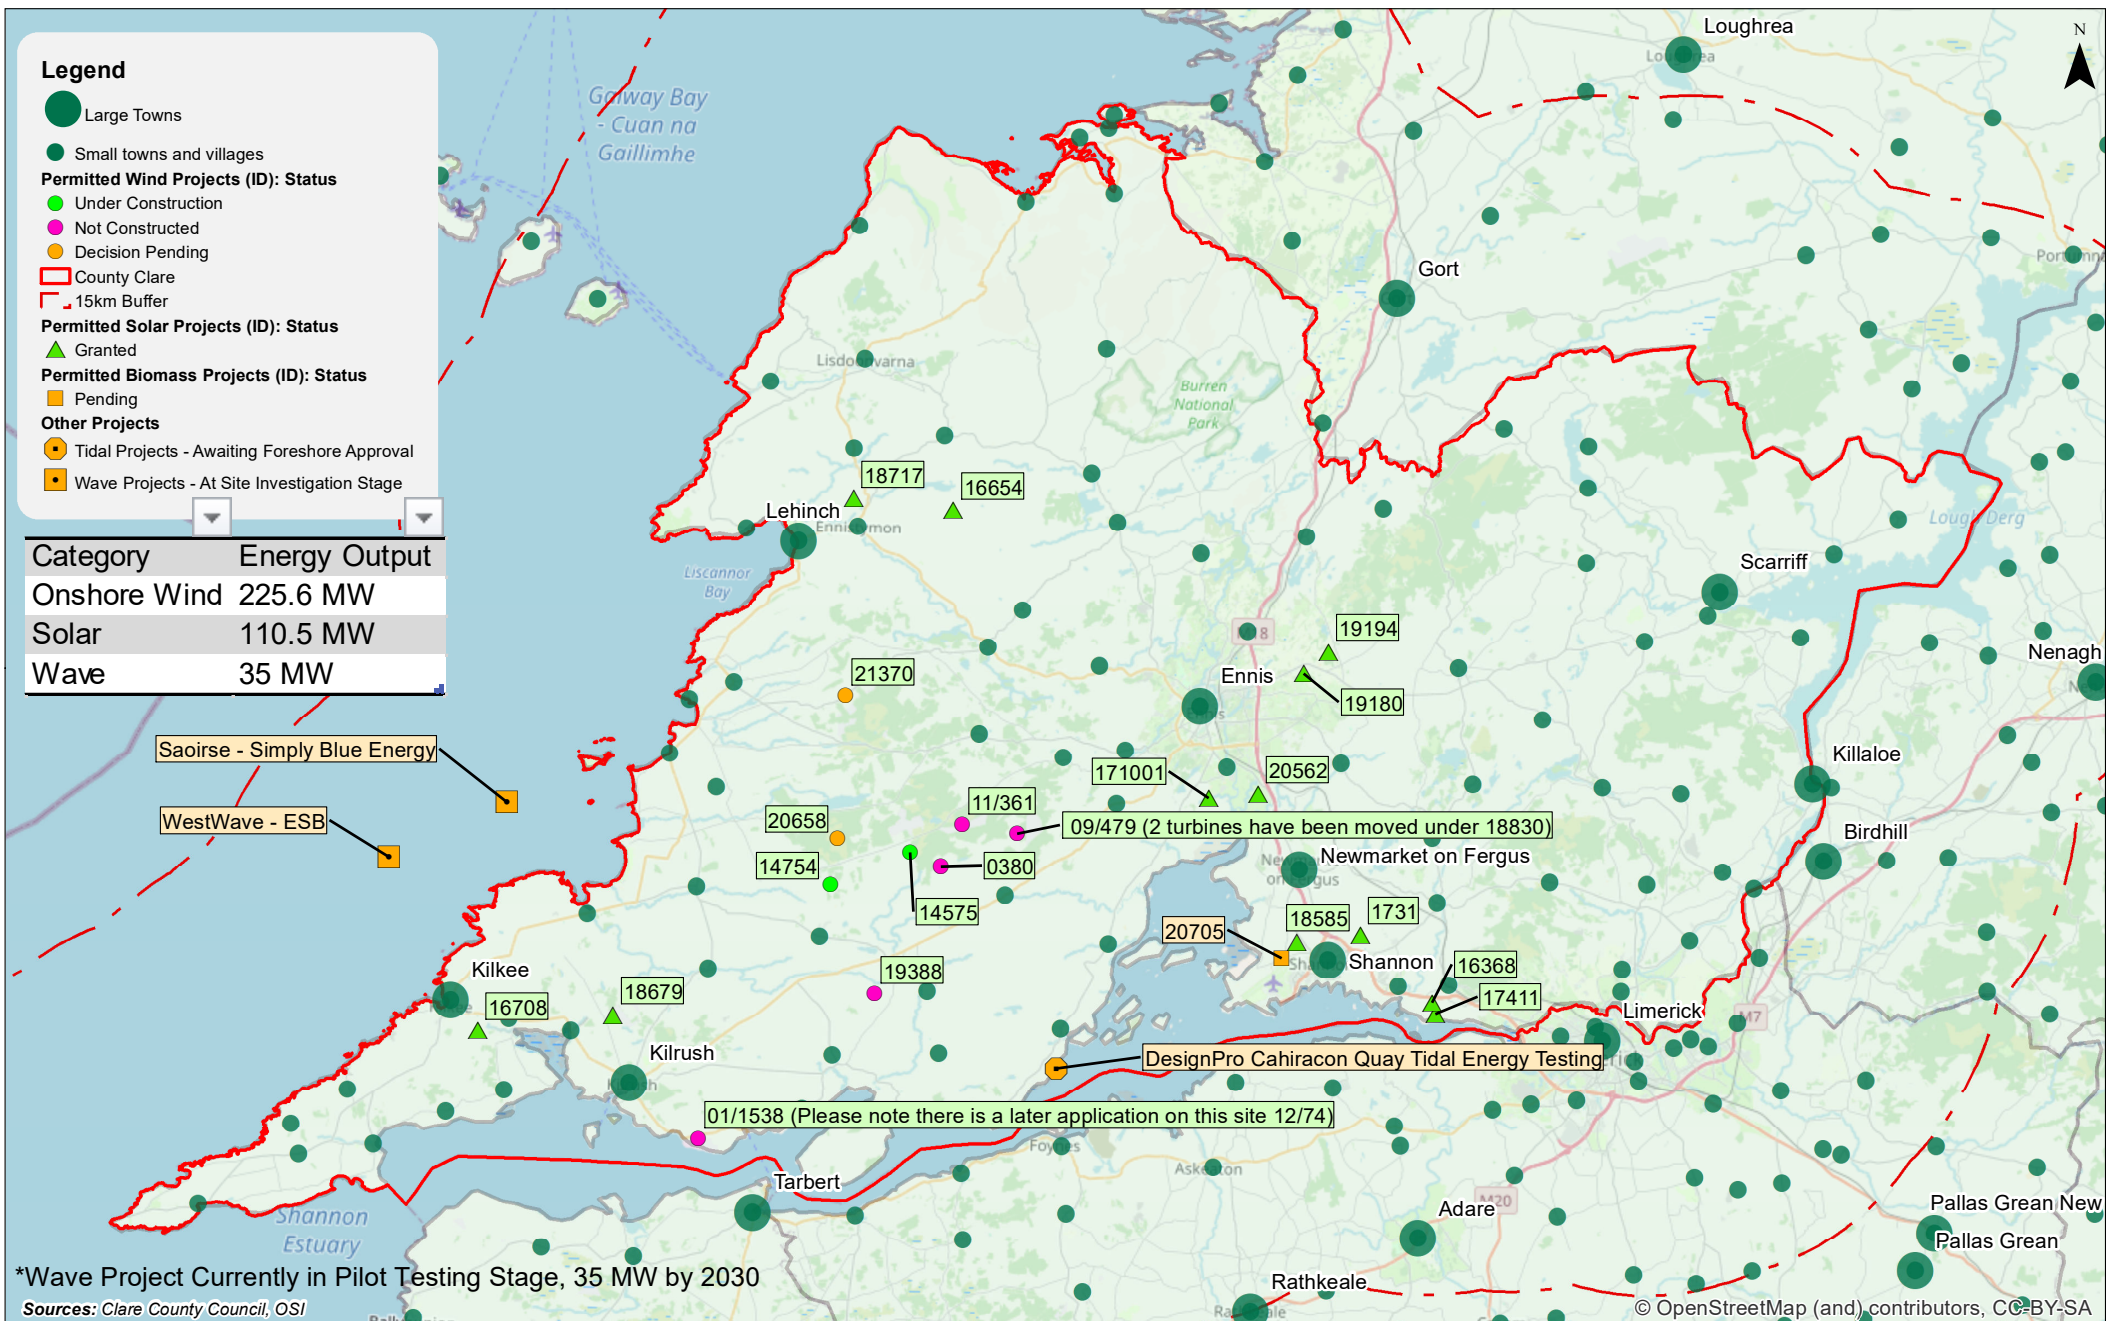 Legend
Large Towns
Small towns and villages
Permitted Wind Projects (ID): Status
Under Construction
Not Constructed
Decision Pending
County Clare
15km Buffer
Permitted Solar Projects (ID): Status
Granted
Permitted Biomass Projects (ID): Status
Pending
Other Projects
Tidal Projects - Awaiting Foreshore Approval
Wave Projects - At Site Investigation Stage
Category Energy Output
Onshore Wind 225.6 MW
Solar 110.5 MW
Wave 35 MW
N
Loughrea
Galway Bay
- Cuan na
Gaillimhe
Gort
Portumna
Lisdoonvarna
Burren
National
Park
18717
16654
Lehinch
Ennistymon
Lough Derg
Liscannor
Bay
Scarriff
M18
19194
Nenagh
21370
Ennis
19180
Saoirse - Simply Blue Energy
Killaloe
171001
20562
11/361
WestWave - ESB
20658
09/479 (2 turbines have been moved under 18830)
Birdhill
14754
0380
Newmarket on Fergus
14575
18585
1731
20705
Shannon
16368
Kilkee
19388
18679
17411
16708
Limerick
M7
Kilrush
DesignPro Cahiracon Quay Tidal Energy Testing
01/1538 (Please note there is a later application on this site 12/74)
Foynes
Askeaton
Tarbert
M20
Adare
Pallas Grean New
Shannon
Estuary
Pallas Grean
*Wave Project Currently in Pilot Testing Stage, 35 MW by 2030
Rathkeale
Sources: Clare County Council, OSI
© OpenStreetMap (and) contributors, CC-BY-SA